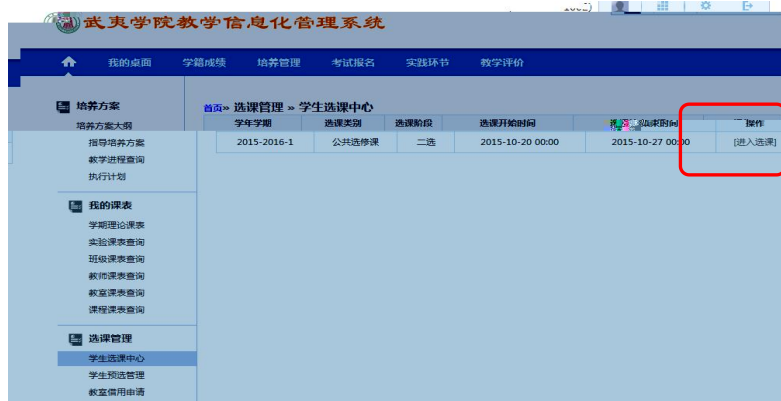 武夷学院教学信息化管理系统
我的桌面 学籍成绩 培养管理 考试报名 实践环节 教学评价
首页» 选课管理 » 学生选课中心
学年学期 选课类别 选课阶段 选课开始时间 操作
2015-2016-1 公共选修课 二选 2015-10-20 00:00 2015-10-27 00:00 [进入选课]
培养方案
培养方案大纲
指导培养方案
教学进程查询
执行计划
我的课表
学期理论课表
实验课表查询
班级课表查询
教师课表查询
教室课表查询
课程课表查询
选课管理
学生选课中心
学生预选管理
教室借用申请